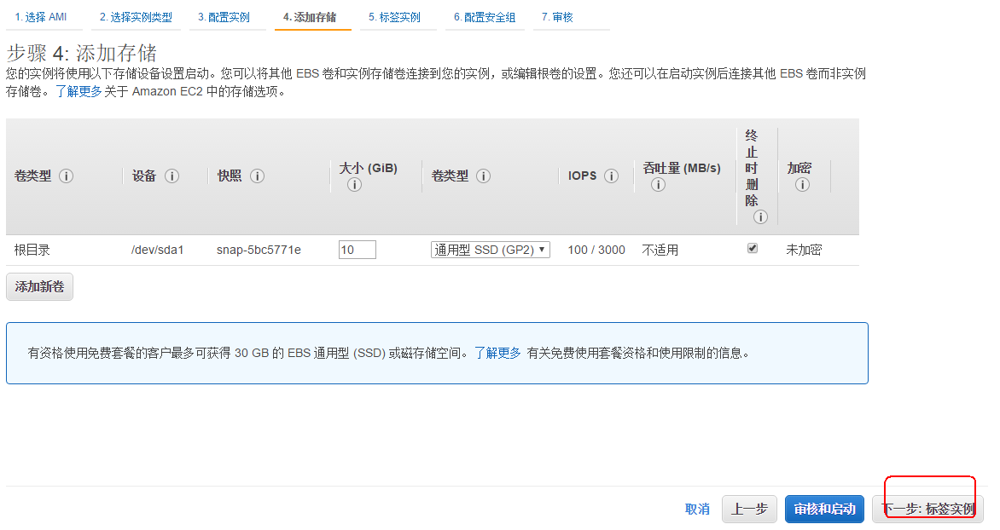 1. 选择 AMI 2. 选择实例类型 3. 配置实例 4. 添加存储 5. 标签实例 6. 配置安全组 7. 审核
步骤 4: 添加存储
您的实例将使用以下存储设备设置启动。您可以将其他 EBS 卷和实例存储卷连接到您的实例，或编辑根卷的设置。您还可以在启动实例后连接其他 EBS 卷而非实例
存储卷。了解更多 关于 Amazon EC2 中的存储选项。
卷类型 i 设备 i 快照 i 大小 (GiB) i 卷类型 i IOPS i 吞吐量 (MB/s) i 终止时删除 i 加密 i
根目录 /dev/sda1 snap-5bc5771e 10 通用型 SSD (GP2) 100 / 3000 不适用 未加密
添加新卷
有资格使用免费套餐的客户最多可获得 30 GB 的 EBS 通用型 (SSD) 或磁存储空间。了解更多 有关免费使用套餐资格和使用限制的信息。
取消 上一步 审核和启动 下一步: 标签实例